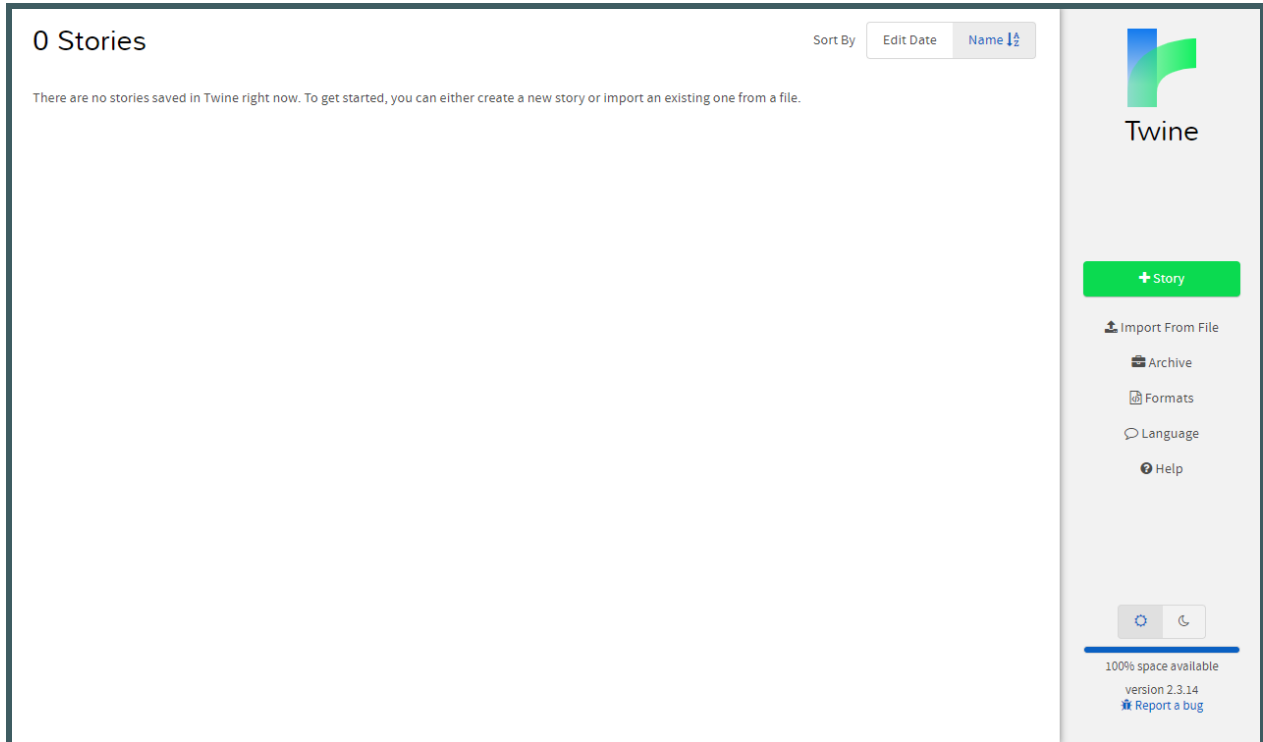 0 Stories
Sort By Edit Date Name
There are no stories saved in Twine right now. To get started, you can either create a new story or import an existing one from a file.
Twine
+ Story
Import From File
Archive
Formats
Language
Help
100% space available
version 2.3.14
Report a bug